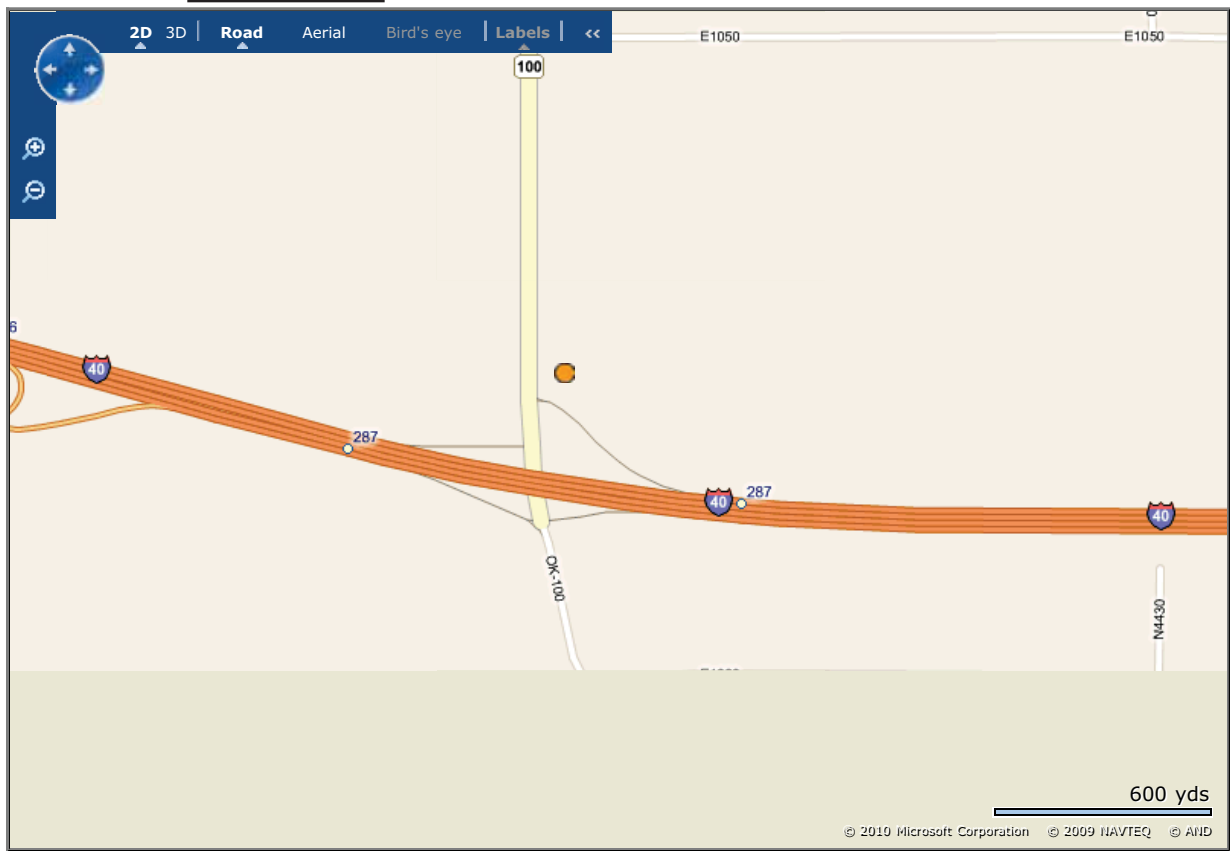 2D 3D Road Aerial Bird's eye Labels <<
E1050
E1050
100
6
40
287
40
287
40
OK-100
N4430
600 yds
© 2010 Microsoft Corporation © 2009 NAVTEQ © AND